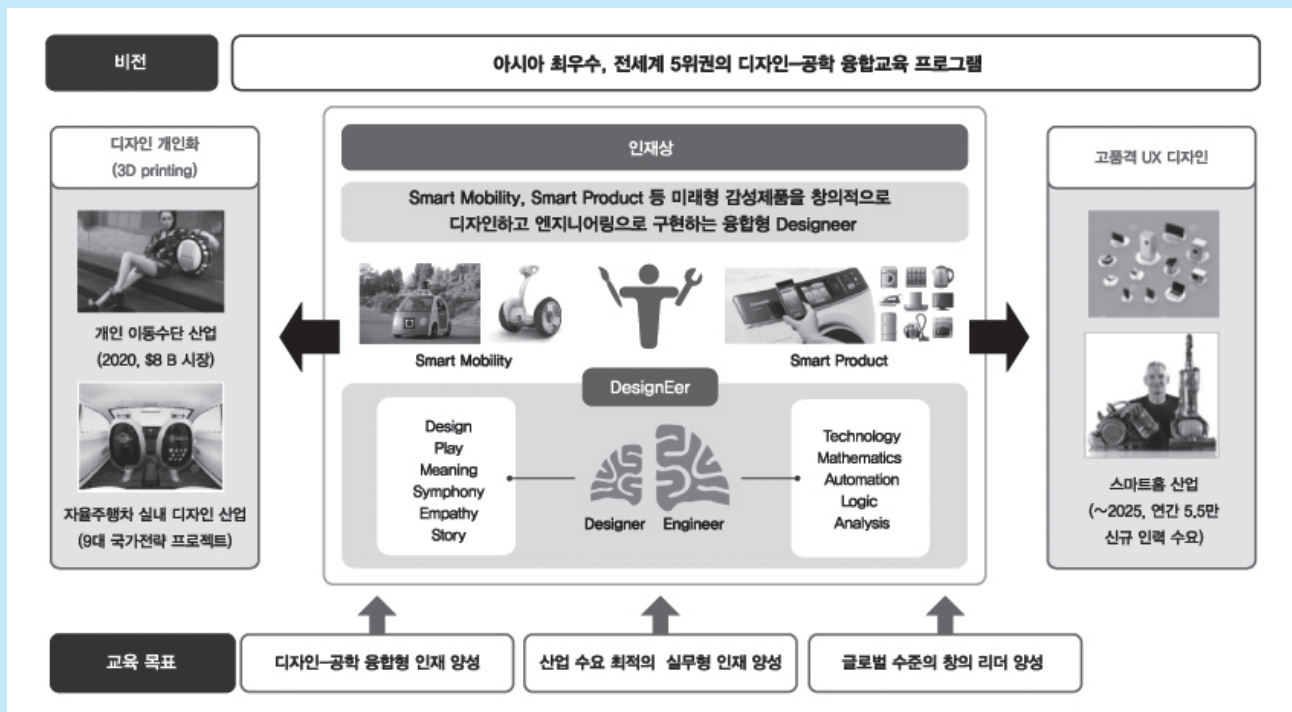 비전
아시아 최우수, 전세계 5위권의 디자인–공학 융합교육 프로그램
디자인 개인화
(3D printing)
개인 이동수단 산업
(2020, $8 B 시장)
자율주행차 실내 디자인 산업
(9대 국가전략 프로젝트)
인재상
Smart Mobility, Smart Product 등 미래형 감성제품을 창의적으로
디자인하고 엔지니어링으로 구현하는 융합형 Designeer
Smart Mobility
Smart Product
DesignEer
Design
Play
Meaning
Symphony
Empathy
Story
Designer
Engineer
Technology
Mathematics
Automation
Logic
Analysis
고품격 UX 디자인
스마트홈 산업
(~2025, 연간 5.5만
신규 인력 수요)
교육 목표
디자인–공학 융합형 인재 양성
산업 수요 최적의 실무형 인재 양성
글로벌 수준의 창의 리더 양성